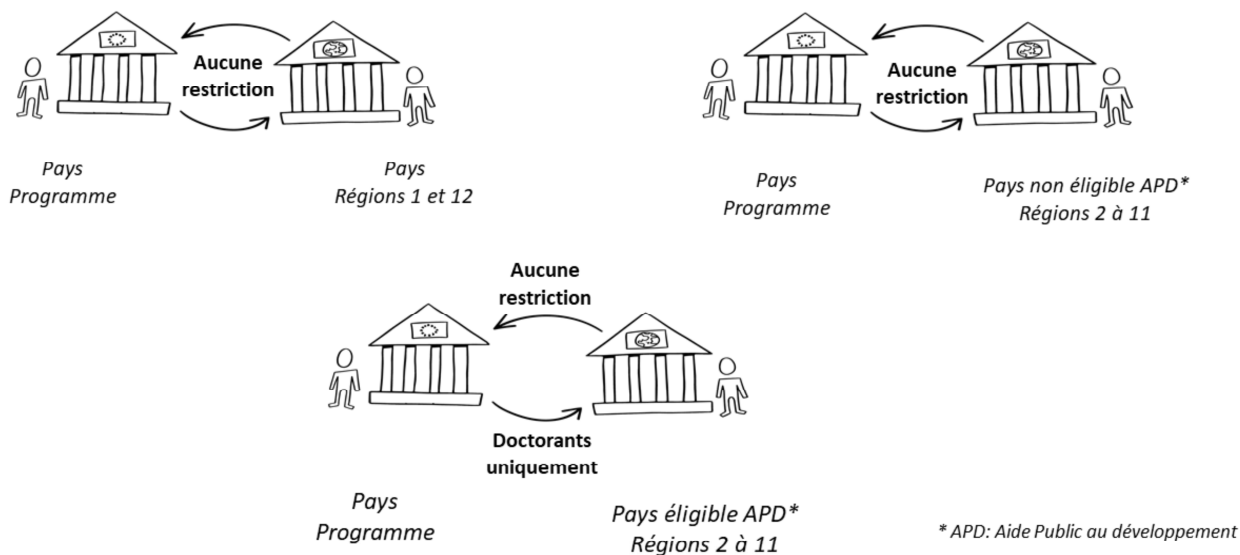 Aucune
restriction
Pays
Programme
Pays
Régions 1 et 12
Aucune
restriction
Pays
Programme
Pays non éligible APD*
Régions 2 à 11
Aucune
restriction
Doctorants
uniquement
Pays
Programme
Pays éligible APD*
Régions 2 à 11
* APD: Aide Public au développement